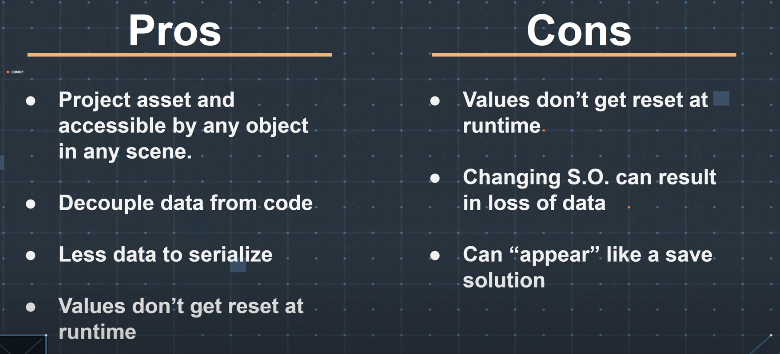 Pros
● Project asset and
accessible by any object
in any scene.
● Decouple data from code
● Less data to serialize
● Values don’t get reset at
runtime
Cons
● Values don’t get reset at
runtime
● Changing S.O. can result
in loss of data
● Can “appear” like a save
solution